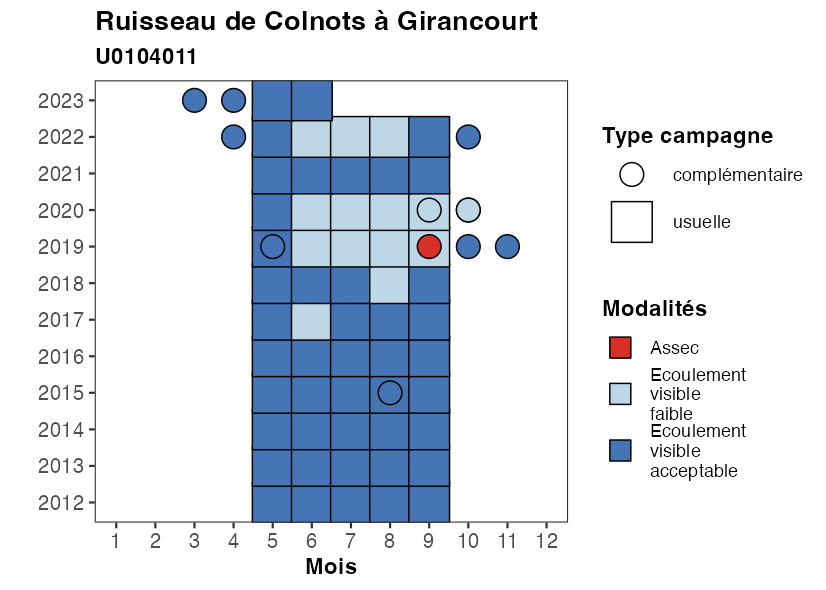 Ruisseau de Colnots à Girancourt
U0104011
2023
2022
2021
2020
2019
2018
2017
2016
2015
2014
2013
2012
1 2 3 4 5 6 7 8 9 10 11 12
Mois
Type campagne
complémentaire
usuelle
Modalités
Assec
Ecoulement
visible
faible
Ecoulement
visible
acceptable